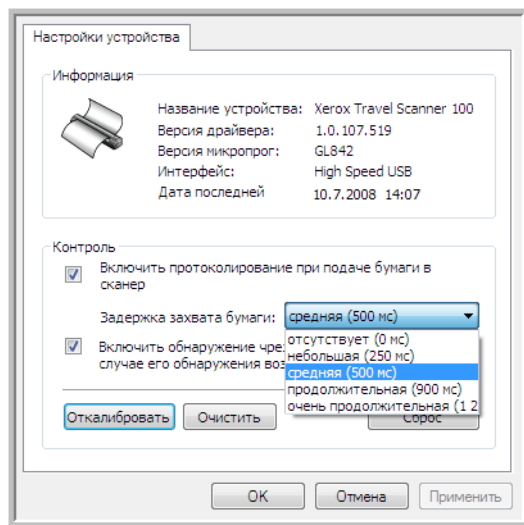 Настройки устройства
Информация
Название устройства: Xerox Travel Scanner 100
Версия драйвера: 1.0.107.519
Версия микропрог: GL842
Интерфейс: High Speed USB
Дата последней 10.7.2008 14:07
Контроль
Включить протоколирование при подаче бумаги в
сканер
Задержка захвата бумаги: средняя (500 мс)
отсутствует (0 мс)
Включить обнаружение
небольшая (250 мс)
случае его обнаружения
средняя (500 мс)
продолжительная (900 мс)
очень продолжительная (1 2
Откалибровать Очистить Сброс
OK Отмена Применить